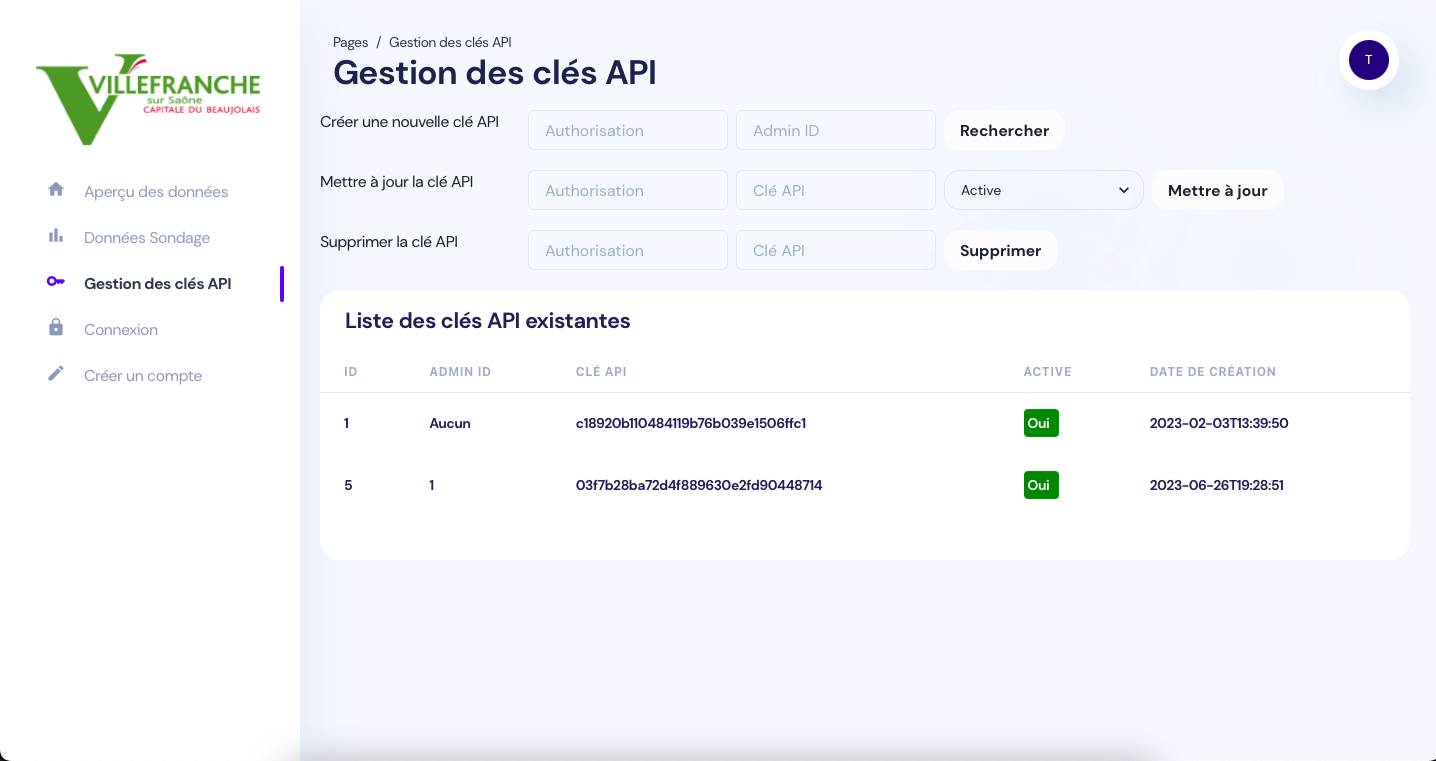 VILLEFRANCHE
sur Saône
CAPITALE DU BEAUJOLAIS
Aperçu des données
Données Sondage
Gestion des clés API
Connexion
Créer un compte
Pages / Gestion des clés API
Gestion des clés API
T
Créer une nouvelle clé API Authorisation Admin ID Rechercher
Mettre à jour la clé API Authorisation Clé API Active Mettre à jour
Supprimer la clé API Authorisation Clé API Supprimer
Liste des clés API existantes
ID ADMIN ID CLÉ API ACTIVE DATE DE CRÉATION
1 Aucun c18920b110484119b76b039e1506ffc1 Oui 2023-02-03T13:39:50
5 1 03f7b28ba72d4f889630e2fd90448714 Oui 2023-06-26T19:28:51